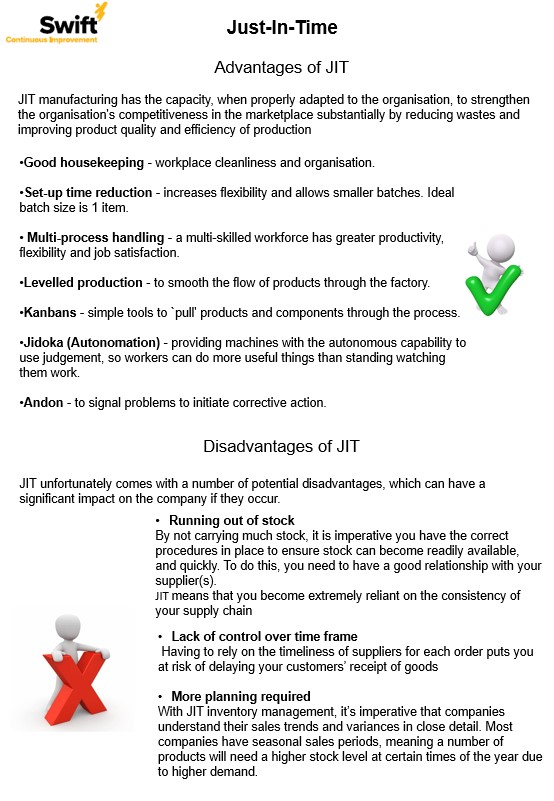 Swift
Continuous Improvement
Just-In-Time
Advantages of JIT
JIT manufacturing has the capacity, when properly adapted to the organisation, to strengthen
the organisation's competitiveness in the marketplace substantially by reducing wastes and
improving product quality and efficiency of production
•Good housekeeping - workplace cleanliness and organisation.
•Set-up time reduction - increases flexibility and allows smaller batches. Ideal
batch size is 1 item.
• Multi-process handling - a multi-skilled workforce has greater productivity,
flexibility and job satisfaction.
•Levelled production - to smooth the flow of products through the factory.
•Kanbans - simple tools to `pull' products and components through the process.
•Jidoka (Autonomation) - providing machines with the autonomous capability to
use judgement, so workers can do more useful things than standing watching
them work.
•Andon - to signal problems to initiate corrective action.
Disadvantages of JIT
JIT unfortunately comes with a number of potential disadvantages, which can have a
significant impact on the company if they occur.
• Running out of stock
By not carrying much stock, it is imperative you have the correct
procedures in place to ensure stock can become readily available,
and quickly. To do this, you need to have a good relationship with your
supplier(s).
JIT means that you become extremely reliant on the consistency of
your supply chain
• Lack of control over time frame
Having to rely on the timeliness of suppliers for each order puts you
at risk of delaying your customers' receipt of goods
• More planning required
With JIT inventory management, it's imperative that companies
understand their sales trends and variances in close detail. Most
companies have seasonal sales periods, meaning a number of
products will need a higher stock level at certain times of the year due
to higher demand.